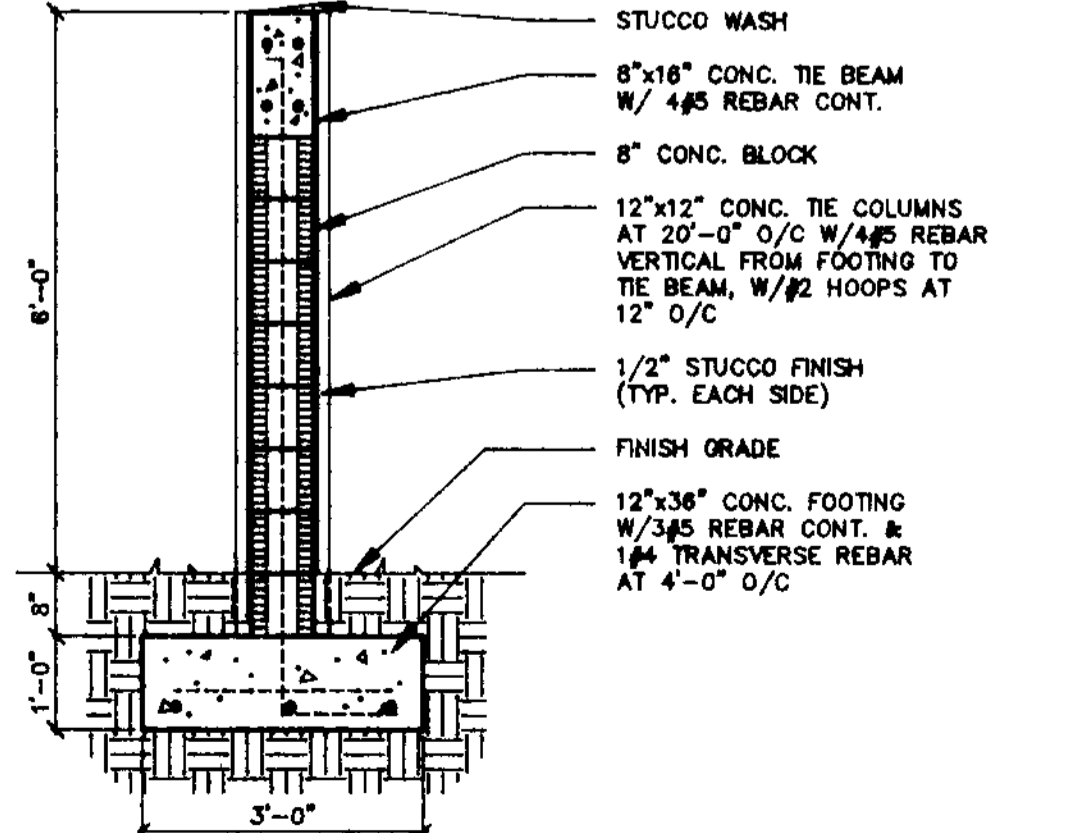 STUCCO WASH
8"x16" CONC. TIE BEAM
W/ 4#5 REBAR CONT.
8" CONC. BLOCK
12"x12" CONC. TIE COLUMNS
AT 20'-0" O/C W/4#5 REBAR
VERTICAL FROM FOOTING TO
TIE BEAM, W/#2 HOOPS AT
12" O/C
1/2" STUCCO FINISH
(TYP. EACH SIDE)
FINISH GRADE
12"x36" CONC. FOOTING
W/3#5 REBAR CONT. &
1#4 TRANSVERSE REBAR
AT 4'-0" O/C
6'-0"
8"
1'-0"
3'-0"